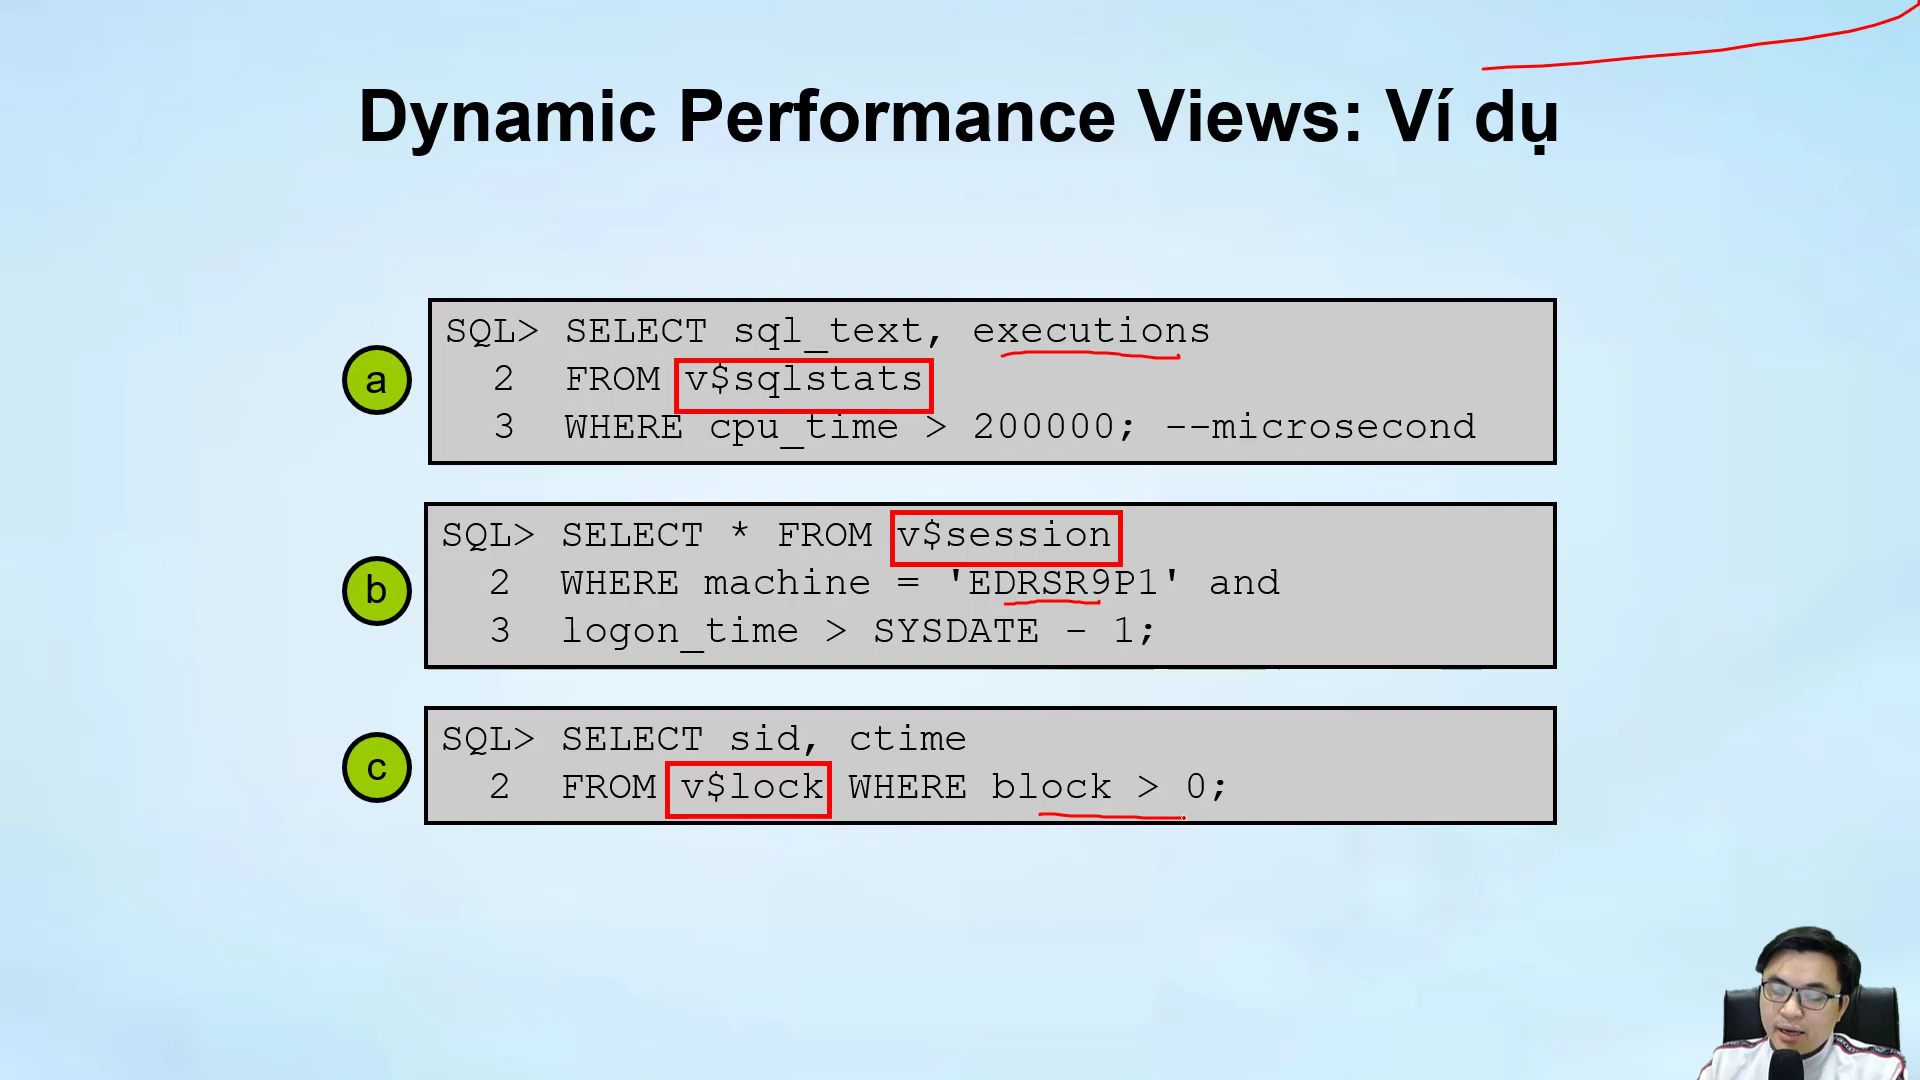 Dynamic Performance Views: Ví dụ
a
SQL> SELECT sql_text, executions
2 FROM v$sqlstats
3 WHERE cpu_time > 200000; --microsecond
b
SQL> SELECT * FROM v$session
2 WHERE machine = 'EDRSR9P1' and
3 logon_time > SYSDATE - 1;
c
SQL> SELECT sid, ctime
2 FROM v$lock WHERE block > 0;